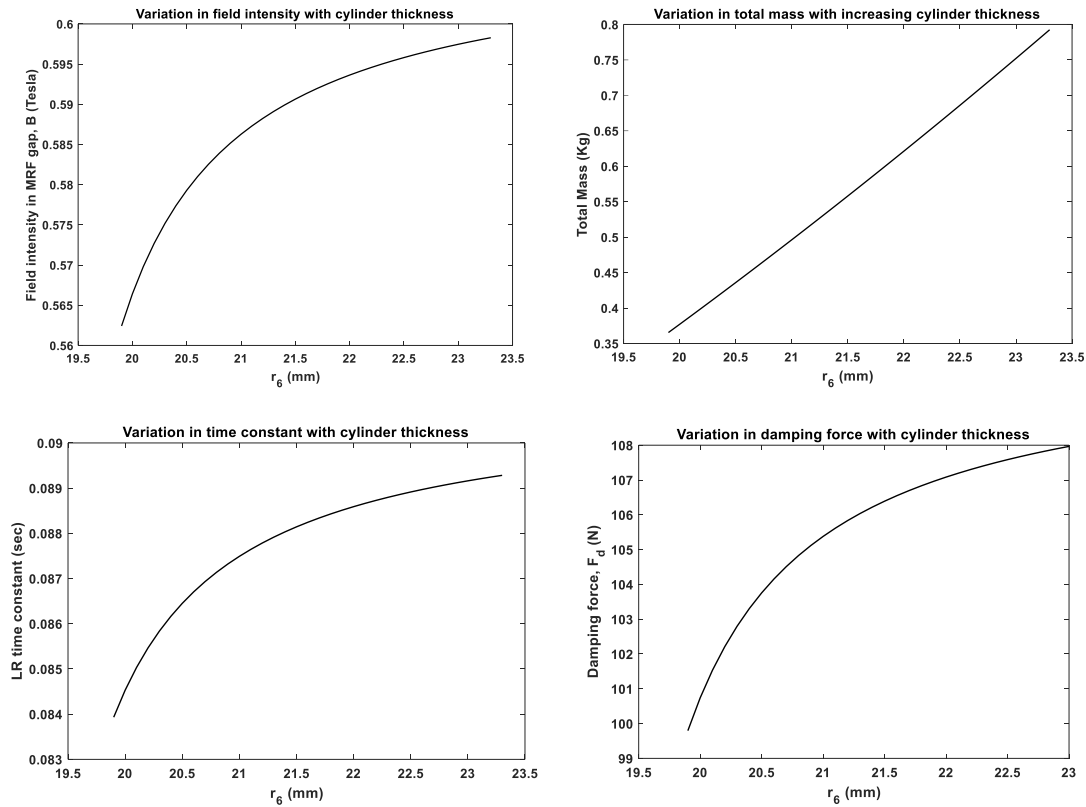 Variation in field intensity with cylinder thickness
Field intensity in MRF gap, B (Tesla)
0.6
0.595
0.59
0.585
0.58
0.575
0.57
0.565
0.56
19.5 20 20.5 21 21.5 22 22.5 23 23.5
r6 (mm)
Variation in total mass with increasing cylinder thickness
Total Mass (Kg)
0.8
0.75
0.7
0.65
0.6
0.55
0.5
0.45
0.4
0.35
19.5 20 20.5 21 21.5 22 22.5 23 23.5
r6 (mm)
Variation in time constant with cylinder thickness
LR time constant (sec)
0.09
0.089
0.088
0.087
0.086
0.085
0.084
0.083
19.5 20 20.5 21 21.5 22 22.5 23 23.5
r6 (mm)
Variation in damping force with cylinder thickness
Damping force, Fd (N)
108
107
106
105
104
103
102
101
100
99
19.5 20 20.5 21 21.5 22 22.5 23
r6 (mm)